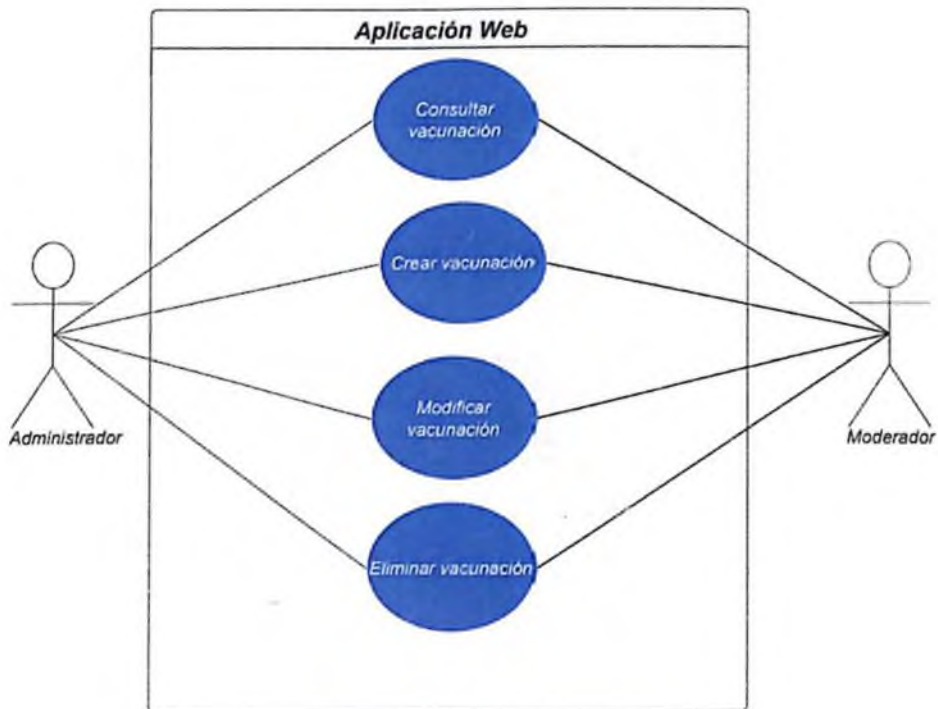 Aplicación Web
Consultar
vacunación
Crear vacunación
Modificar
vacunación
Eliminar vacunación
Administrador
Moderador